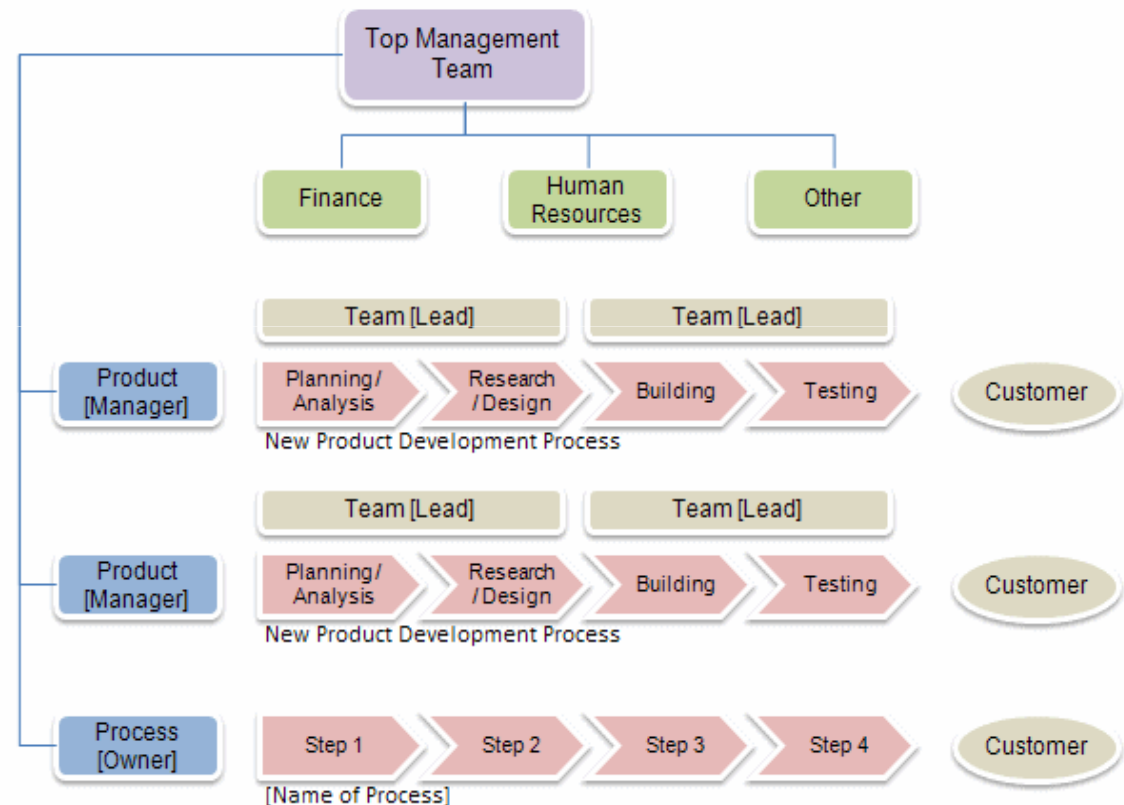 Top Management
Team
Finance
Human
Resources
Other
Team [Lead]
Team [Lead]
Product
[Manager]
Planning/
Analysis
Research
/Design
Building
Testing
Customer
New Product Development Process
Team [Lead]
Team [Lead]
Product
[Manager]
Planning/
Analysis
Research
/Design
Building
Testing
Customer
New Product Development Process
Process
[Owner]
Step 1
Step 2
Step 3
Step 4
Customer
[Name of Process]